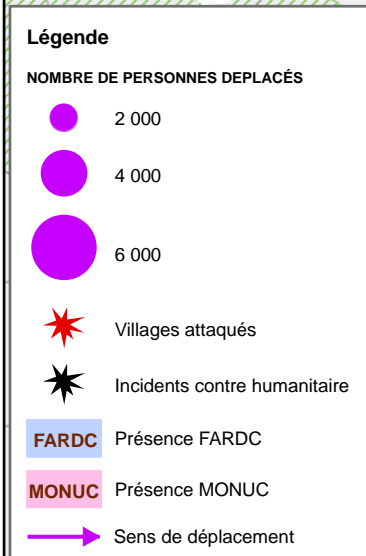 Légende
NOMBRE DE PERSONNES DEPLACÉS
2 000
4 000
6 000
Villages attaqués
Incidents contre humanitaire
FARDC Présence FARDC
MONUC Présence MONUC
Sens de déplacement